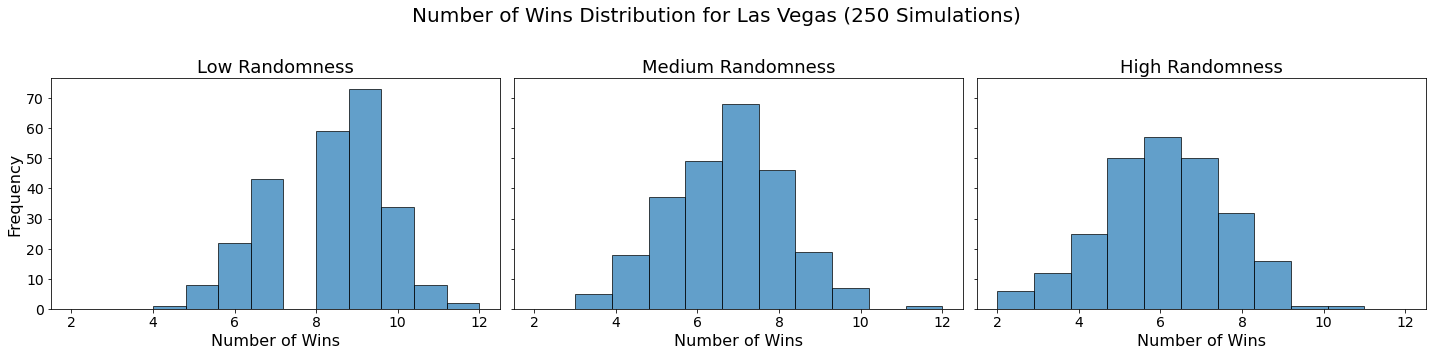 Number of Wins Distribution for Las Vegas (250 Simulations)
Low Randomness
Medium Randomness
High Randomness
Frequency
70
60
50
40
30
20
10
0
2 4 6 8 10 12
2 4 6 8 10 12
2 4 6 8 10 12
Number of Wins
Number of Wins
Number of Wins